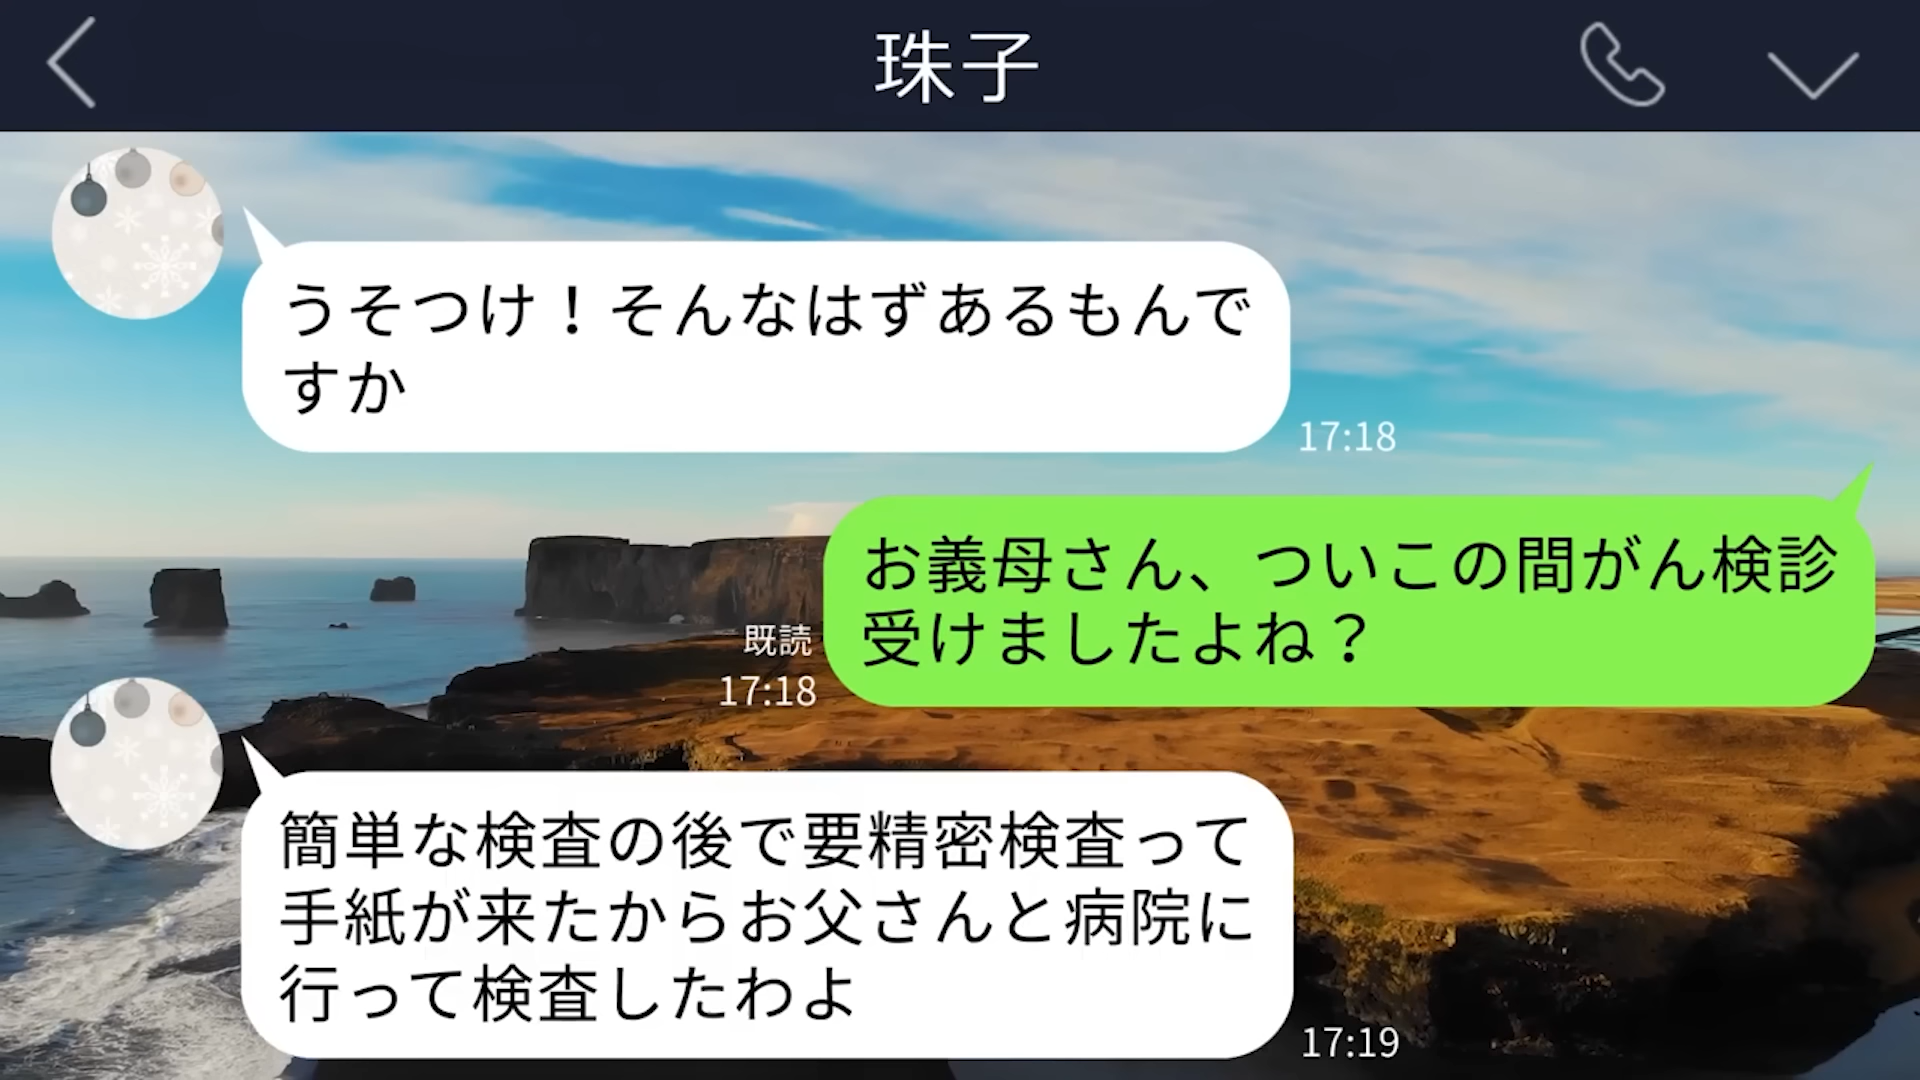 珠子
うそつけ！そんなはずあるもんで
すか
17:18
お義母さん、ついこの間がん検診
受けましたよね？
既読
17:18
簡単な検査の後で要精密検査って
手紙が来たからお父さんと病院に
行って検査したわよ
17:19